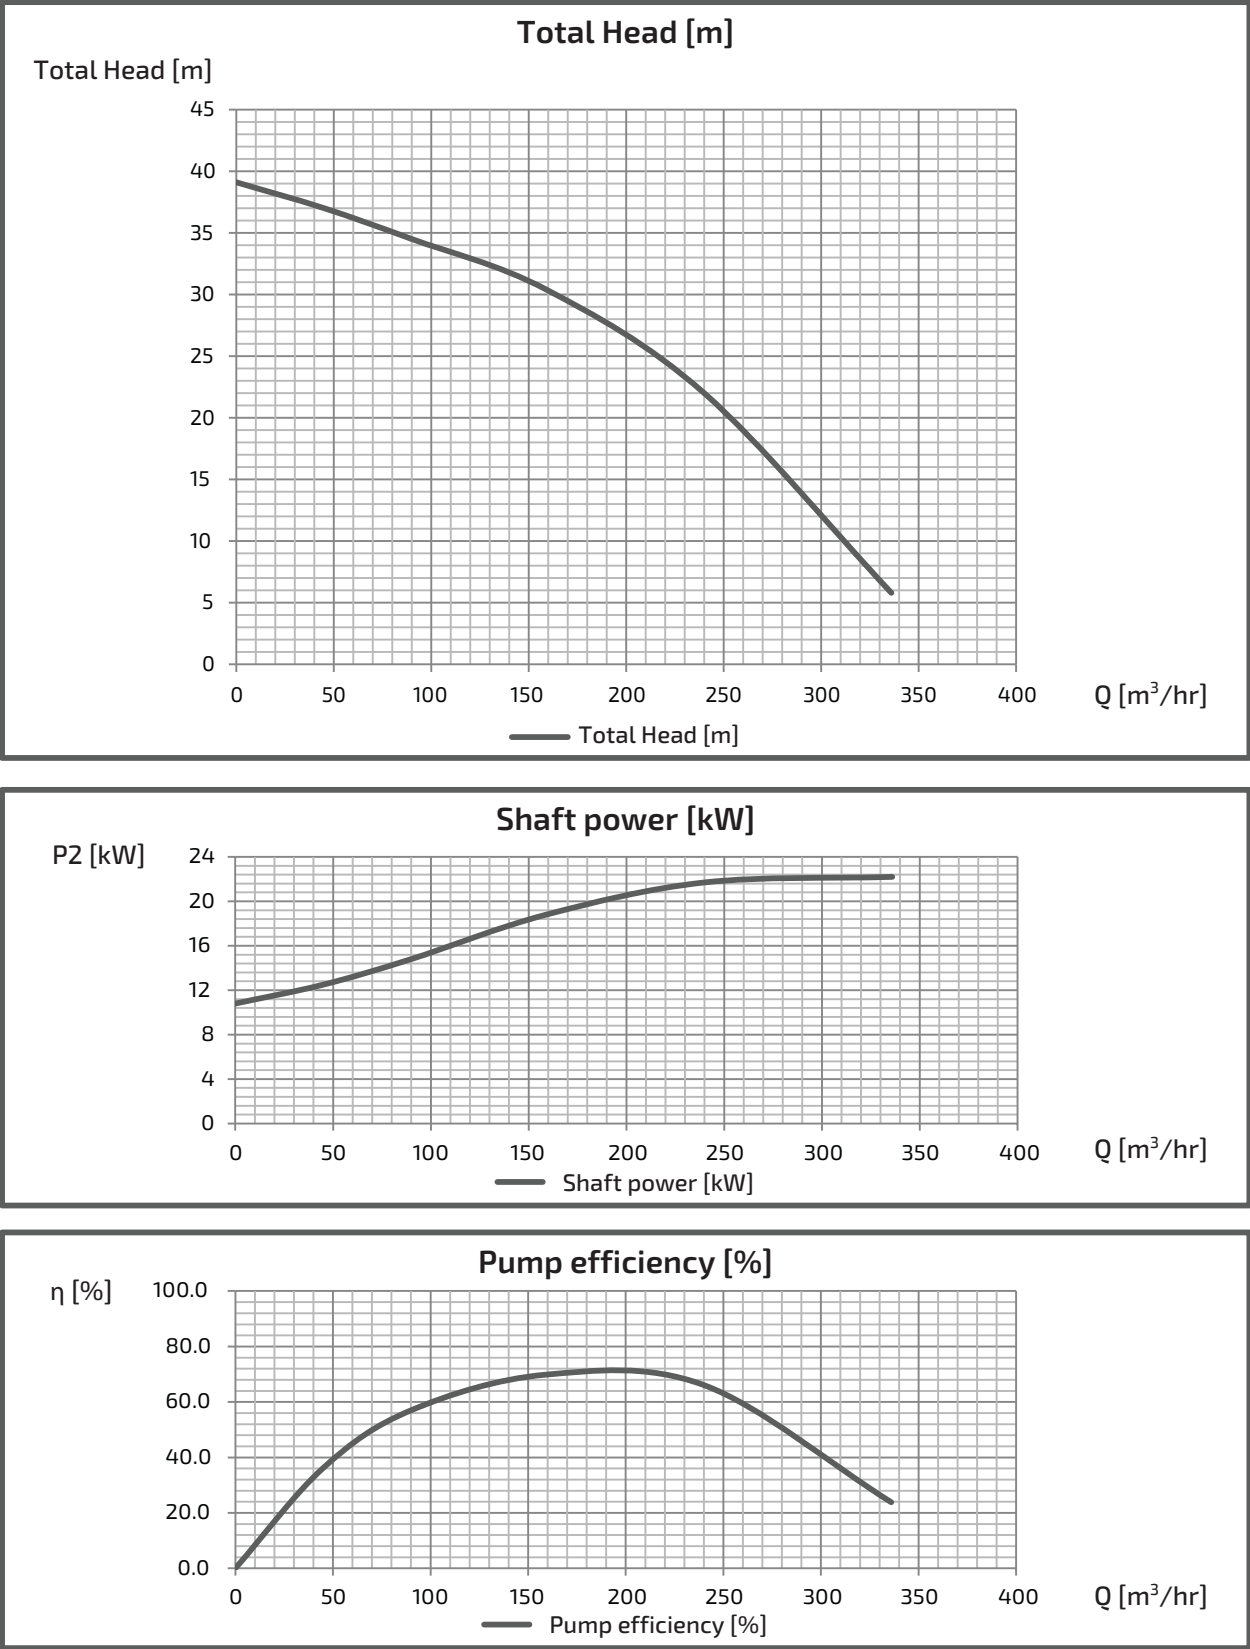 Total Head [m]
Total Head [m]
45
40
35
30
25
20
15
10
5
0
0 50 100 150 200 250 300 350 400 Q [m³/hr]
Total Head [m]
Shaft power [kW]
P2 [kW] 24
20
16
12
8
4
0
0 50 100 150 200 250 300 350 400 Q [m³/hr]
Shaft power [kW]
Pump efficiency [%]
η [%] 100.0
80.0
60.0
40.0
20.0
0.0
0 50 100 150 200 250 300 350 400 Q [m³/hr]
Pump efficiency [%]